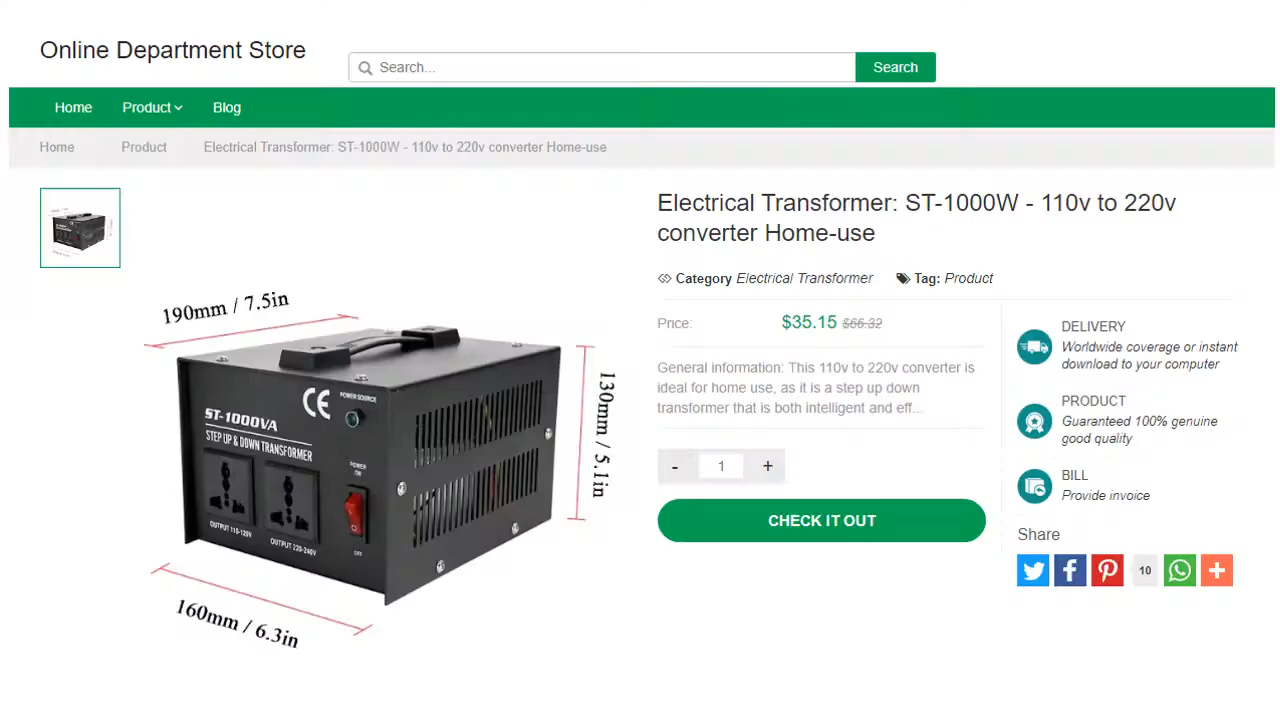 Online Department Store
Search...
Search
Home
Product
Blog
Home
Product
Electrical Transformer: ST-1000W - 110v to 220v converter Home-use
Electrical Transformer: ST-1000W - 110v to 220v
converter Home-use
Category Electrical Transformer
Tag: Product
Price:
$35.15 $66.32
General information: This 110v to 220v converter is
ideal for home use, as it is a step up down
transformer that is both intelligent and eff...
- 1 +
CHECK IT OUT
DELIVERY
Worldwide coverage or instant
download to your computer
PRODUCT
Guaranteed 100% genuine
good quality
BILL
Provide invoice
Share
10
190mm / 7.5in
130mm / 5.1in
160mm / 6.3in
CE
POWER SOURCE
ST-1000VA
STEP UP & DOWN TRANSFORMER
POWER
ON
OFF
OUTPUT 110-120V
OUTPUT 220-240V